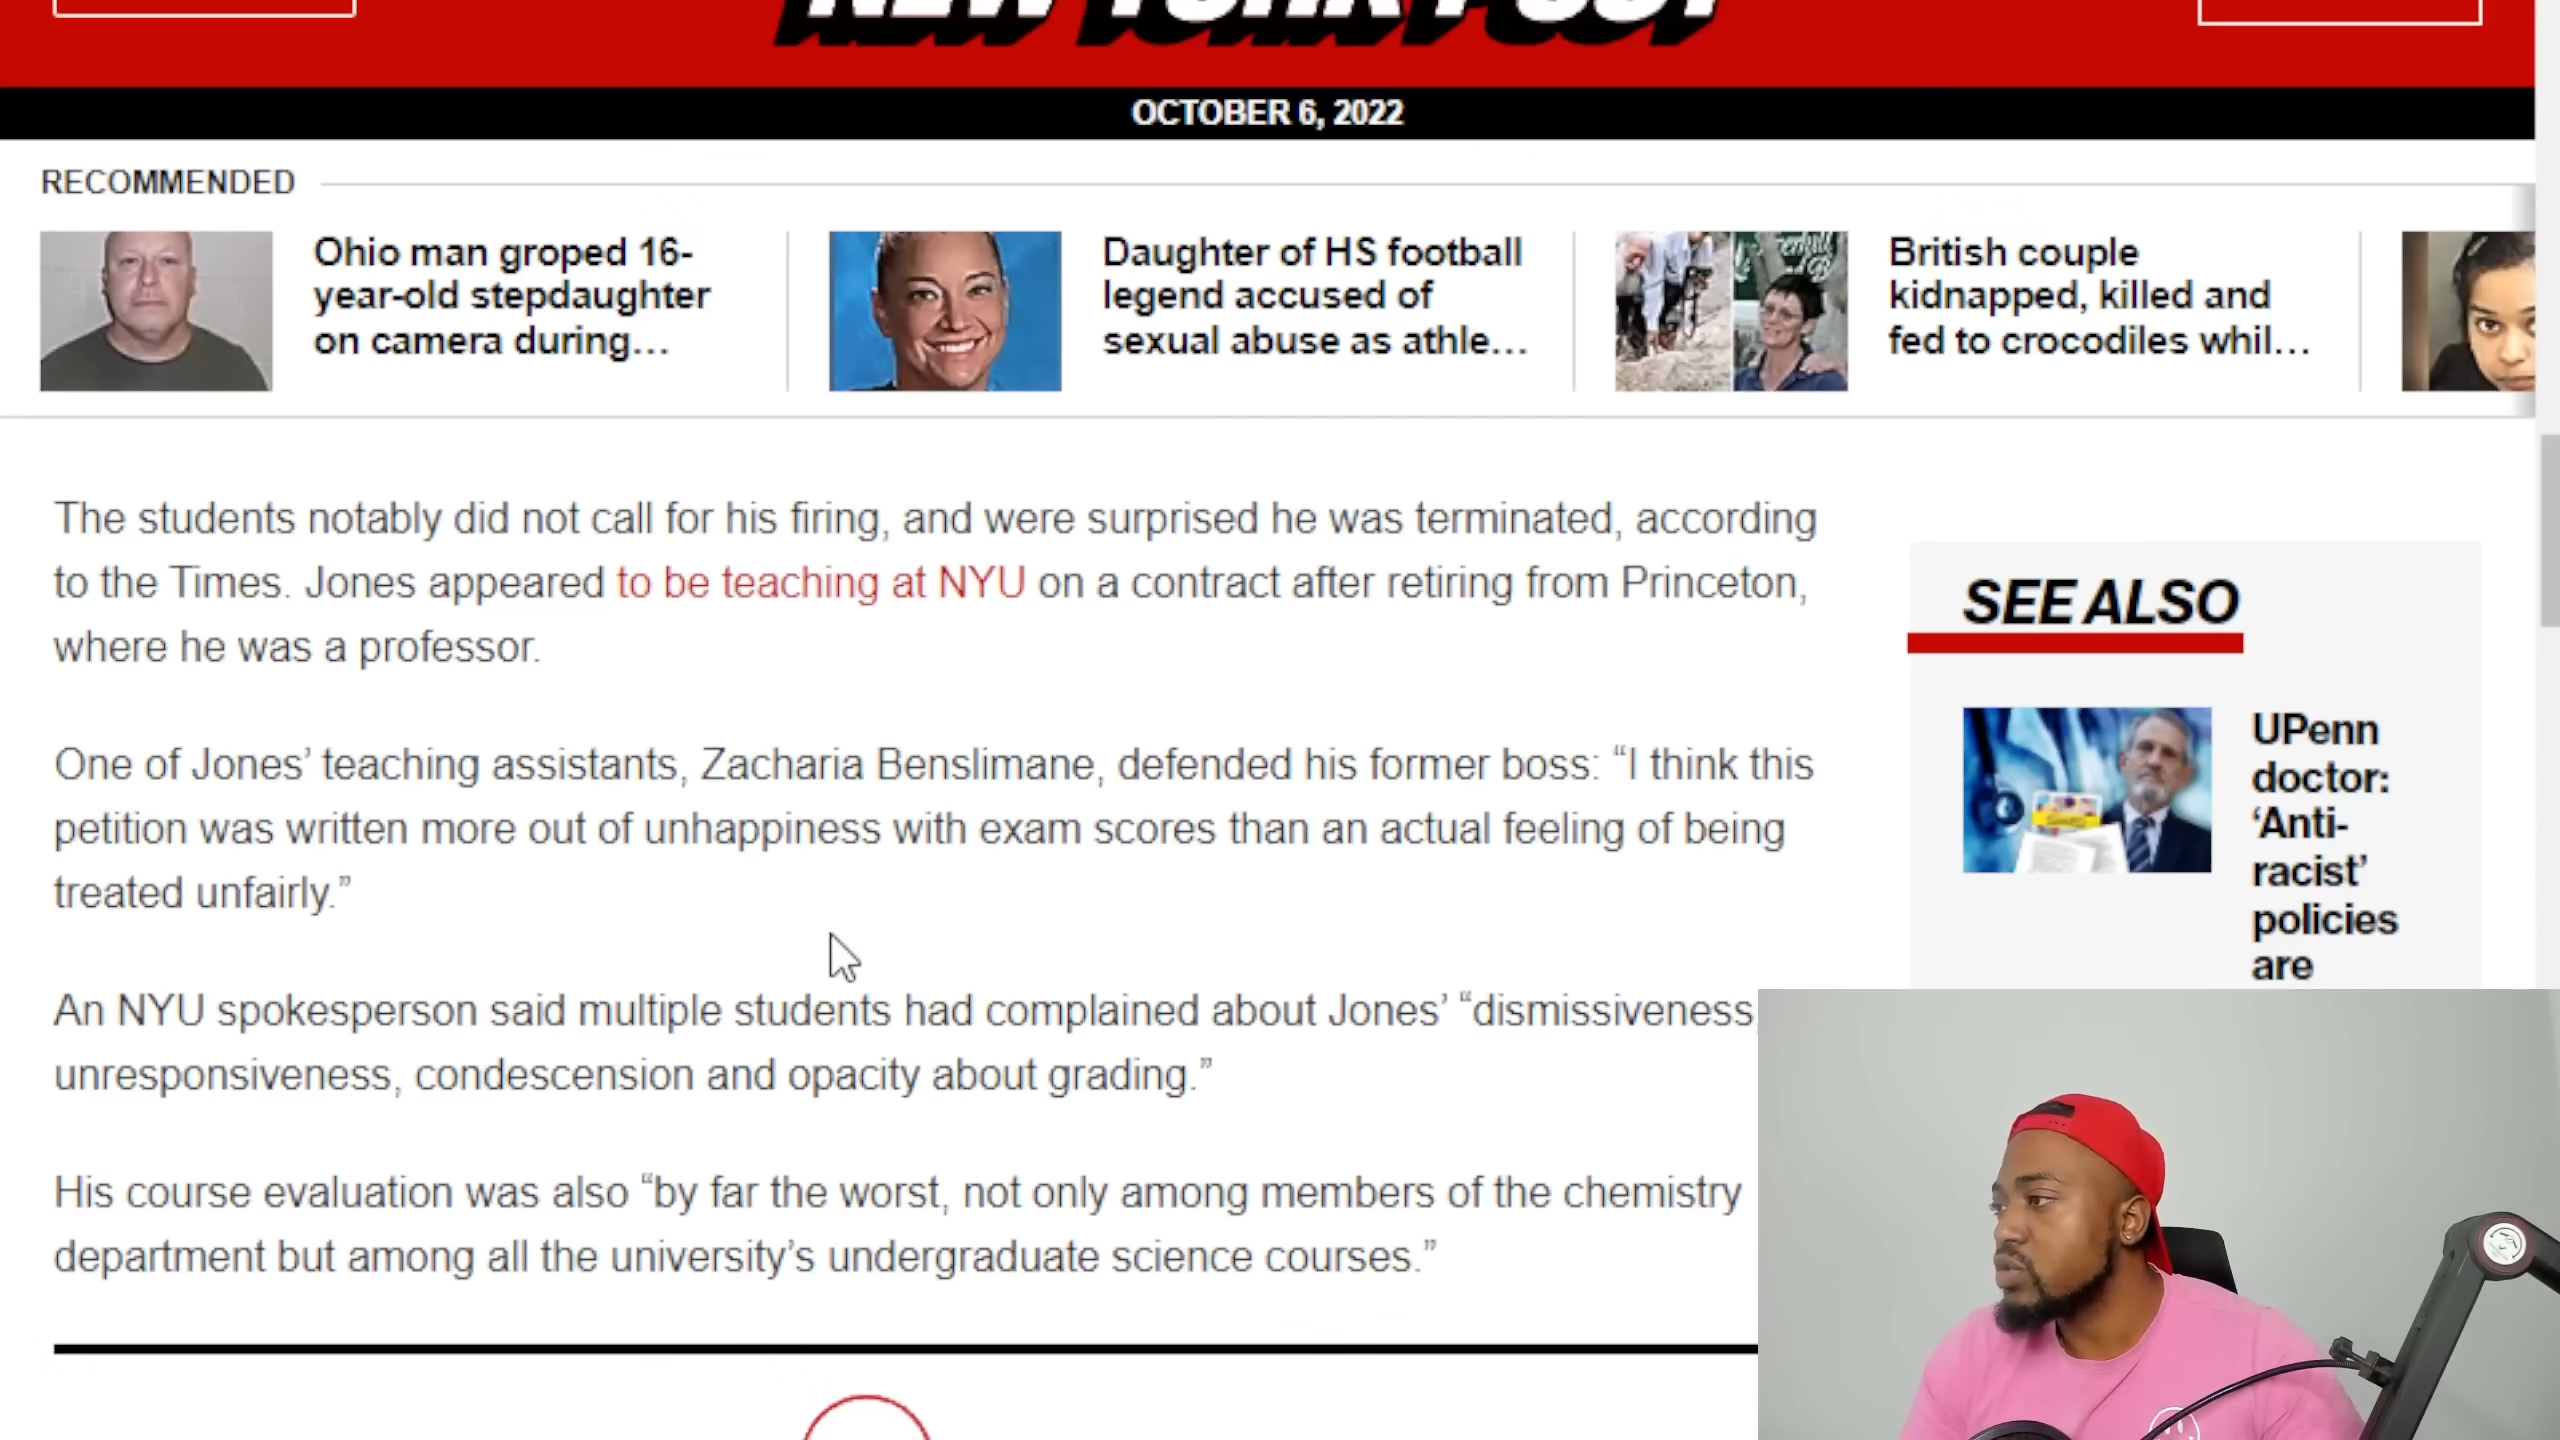 NEW YORK POST
OCTOBER 6, 2022
RECOMMENDED
Ohio man groped 16-
year-old stepdaughter
on camera during...
Daughter of HS football
legend accused of
sexual abuse as athle...
British couple
kidnapped, killed and
fed to crocodiles whil...
The students notably did not call for his firing, and were surprised he was terminated, according
to the Times. Jones appeared to be teaching at NYU on a contract after retiring from Princeton,
where he was a professor.
One of Jones’ teaching assistants, Zacharia Benslimane, defended his former boss: “I think this
petition was written more out of unhappiness with exam scores than an actual feeling of being
treated unfairly.”
An NYU spokesperson said multiple students had complained about Jones’ “dismissiveness,
unresponsiveness, condescension and opacity about grading.”
His course evaluation was also “by far the worst, not only among members of the chemistry
department but among all the university’s undergraduate science courses.”
SEE ALSO
UPenn
doctor:
‘Anti-
racist’
policies
are